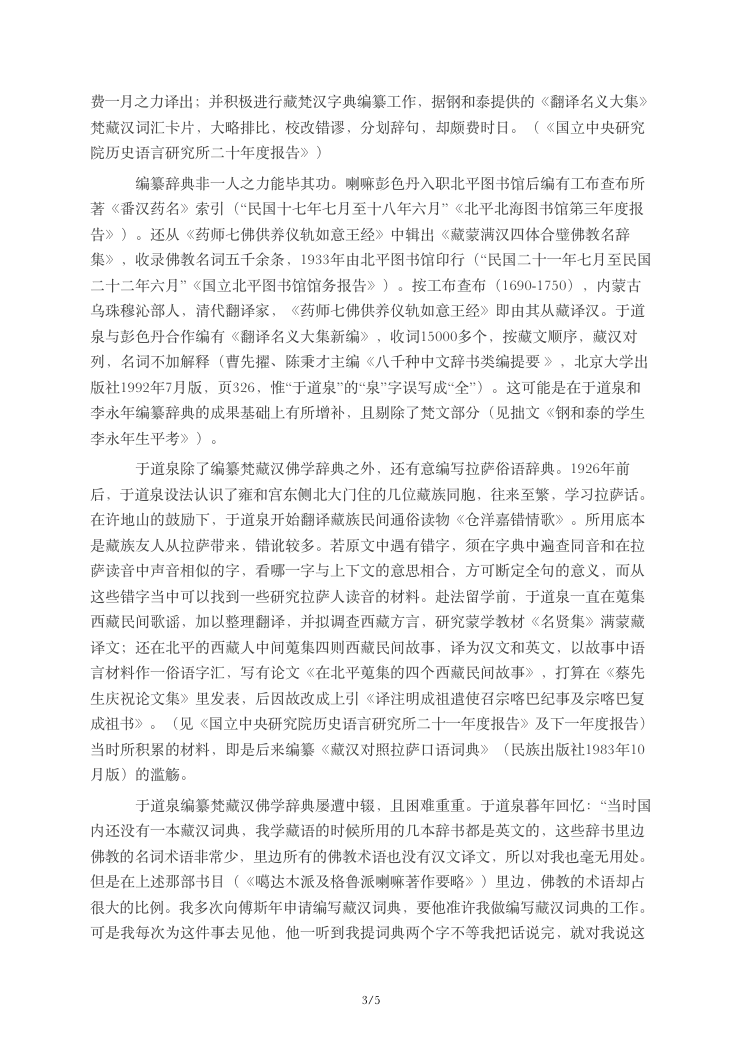 费一月之力译出；并积极进行藏梵汉字典编纂工作，据钢和泰提供的《翻译名义大集》
梵藏汉词汇卡片，大略排比，校改错谬，分划辞句，却颇费时日。（《国立中央研究
院历史语言研究所二十年度报告》）
编纂辞典非一人之力能毕其功。喇嘛彭色丹入职北平图书馆后编有工布查布所
著《番汉药名》索引（“民国十七年七月至十八年六月”《北平北海图书馆第三年度报
告》）。还从《药师七佛供养仪轨如意王经》中辑出《藏蒙满汉四体合璧佛教名辞
集》，收录佛教名词五千余条，1933年由北平图书馆印行（“民国二十一年七月至民国
二十二年六月”《国立北平图书馆馆务报告》）。按工布查布（1690-1750），内蒙古
乌珠穆沁部人，清代翻译家，《药师七佛供养仪轨如意王经》即由其从藏译汉。于道
泉与彭色丹合作编有《翻译名义大集新编》，收词15000多个，按藏文顺序，藏汉对
列，名词不加解释（曹先擢、陈秉才主编《八千种中文辞书类编提要 》，北京大学出
版社1992年7月版，页326，惟“于道泉”的“泉”字误写成“全”）。这可能是在于道泉和
李永年编纂辞典的成果基础上有所增补，且剔除了梵文部分（见拙文《钢和泰的学生
李永年生平考》）。
于道泉除了编纂梵藏汉佛学辞典之外，还有意编写拉萨俗语辞典。1926年前
后，于道泉设法认识了雍和宫东侧北大门住的几位藏族同胞，往来至繁，学习拉萨话。
在许地山的鼓励下，于道泉开始翻译藏族民间通俗读物《仓洋嘉错情歌》。所用底本
是藏族友人从拉萨带来，错讹较多。若原文中遇有错字，须在字典中遍查同音和在拉
萨读音中声音相似的字，看哪一字与上下文的意思相合，方可断定全句的意义，而从
这些错字当中可以找到一些研究拉萨人读音的材料。赴法留学前，于道泉一直在蒐集
西藏民间歌谣，加以整理翻译，并拟调查西藏方言，研究蒙学教材《名贤集》满蒙藏
译文；还在北平的西藏人中间蒐集四则西藏民间故事，译为汉文和英文，以故事中语
言材料作一俗语字汇，写有论文《在北平蒐集的四个西藏民间故事》，打算在《蔡先
生庆祝论文集》里发表，后因故改成上引《译注明成祖遣使召宗喀巴纪事及宗喀巴复
成祖书》。（见《国立中央研究院历史语言研究所二十一年度报告》及下一年度报告）
当时所积累的材料，即是后来编纂《藏汉对照拉萨口语词典》（民族出版社1983年10
月版）的滥觞。
于道泉编纂梵藏汉佛学辞典屡遭中辍，且困难重重。于道泉暮年回忆：“当时国
内还没有一本藏汉词典，我学藏语的时候所用的几本辞书都是英文的，这些辞书里边
佛教的名词术语非常少，里边所有的佛教术语也没有汉文译文，所以对我也毫无用处。
但是在上述那部书目（《噶达木派及格鲁派喇嘛著作要略》）里边，佛教的术语却占
很大的比例。我多次向傅斯年申请编写藏汉词典，要他准许我做编写藏汉词典的工作。
可是我每次为这件事去见他，他一听到我提词典两个字不等我把话说完，就对我说这
3/5